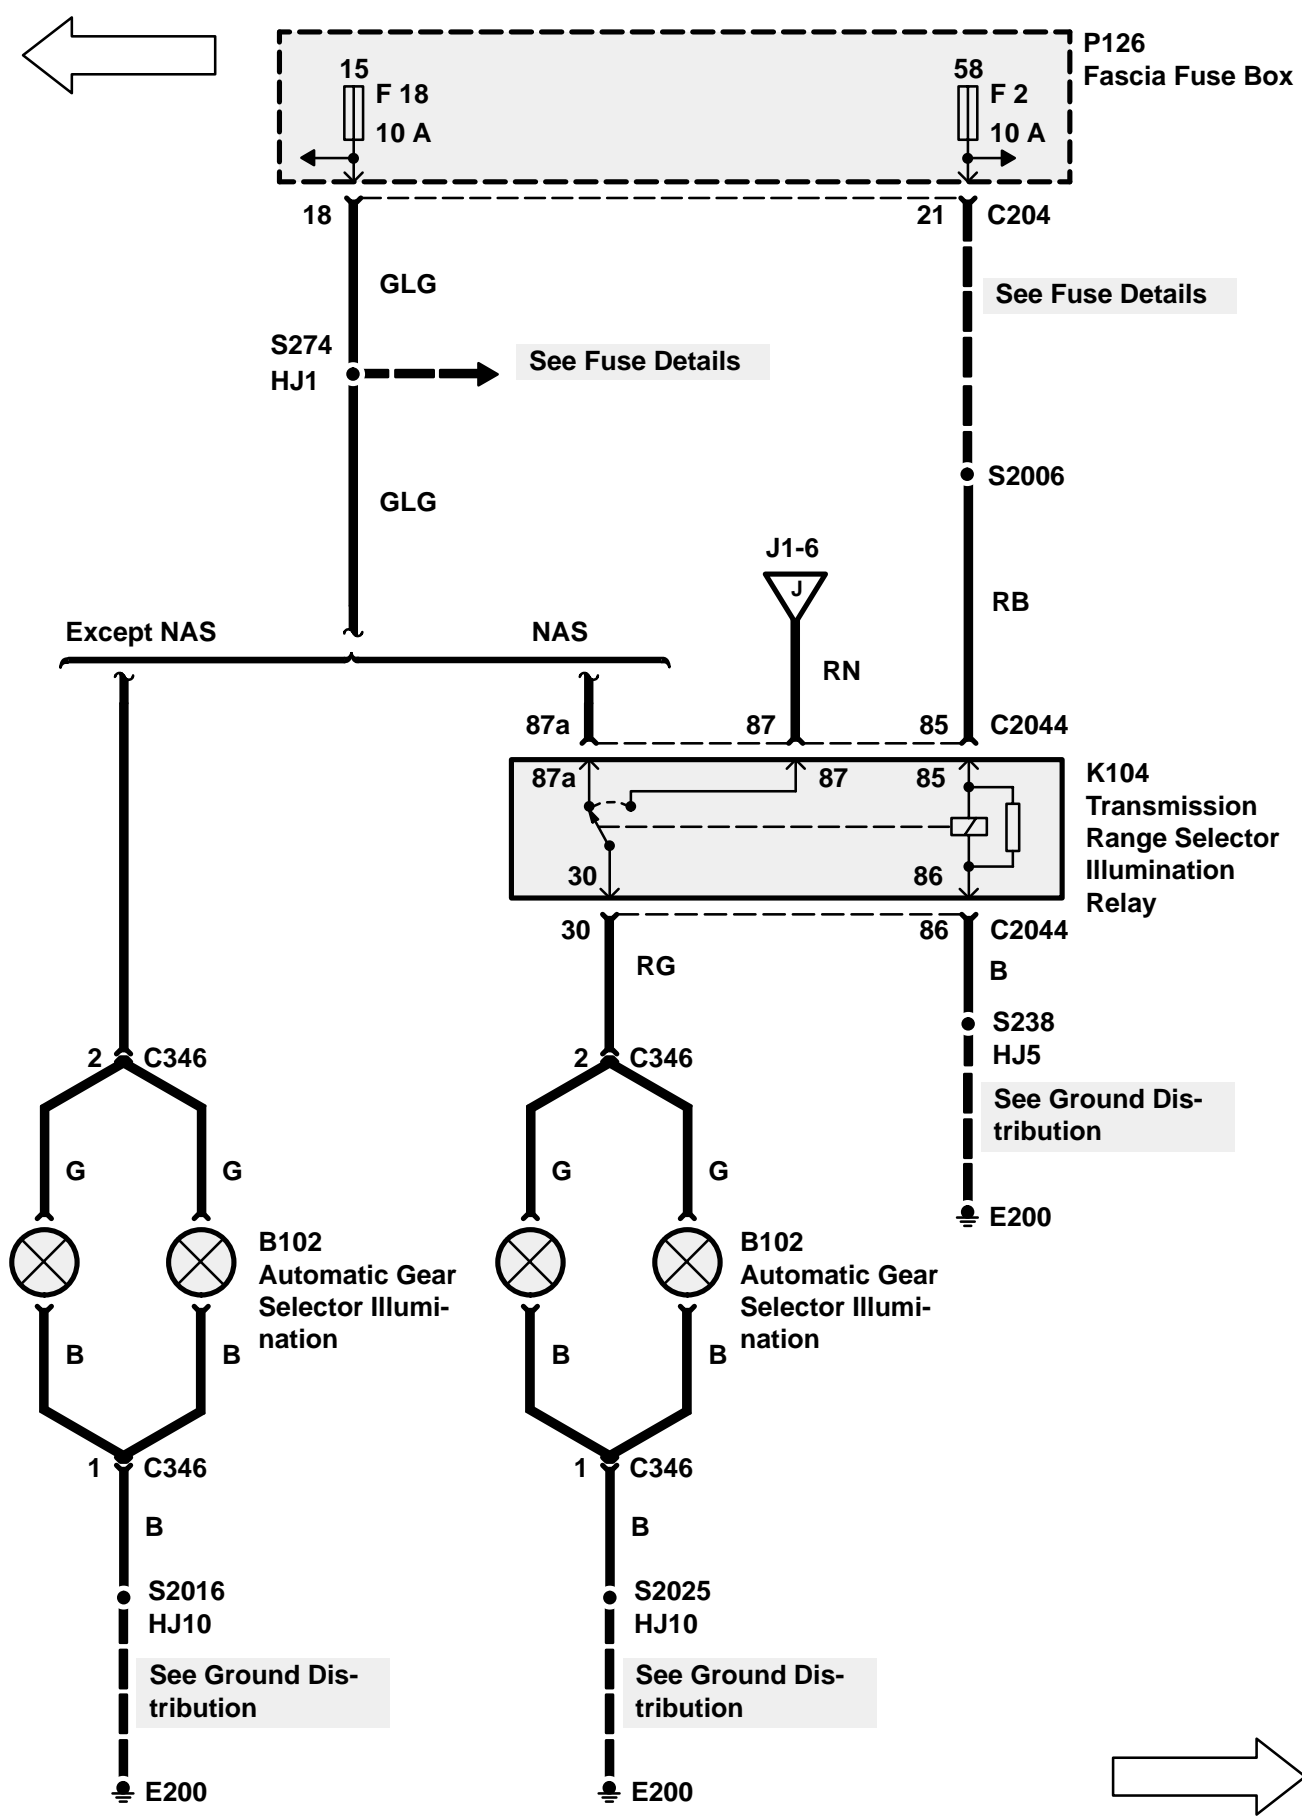 P126
Fascia Fuse Box
15
F 18
10 A
58
F 2
10 A
18
21
C204
GLG
See Fuse Details
S274
HJ1
See Fuse Details
S2006
GLG
J1-6
J
RB
Except NAS
NAS
RN
87a
87
85
C2044
87a
87
85
K104
Transmission
Range Selector
Illumination
Relay
30
86
30
86
C2044
RG
B
S238
HJ5
2
C346
2
C346
See Ground Dis-
tribution
G
G
G
G
E200
B102
Automatic Gear
Selector Illumi-
nation
B102
Automatic Gear
Selector Illumi-
nation
B
B
B
B
1
C346
1
C346
B
B
S2016
HJ10
S2025
HJ10
See Ground Dis-
tribution
See Ground Dis-
tribution
E200
E200